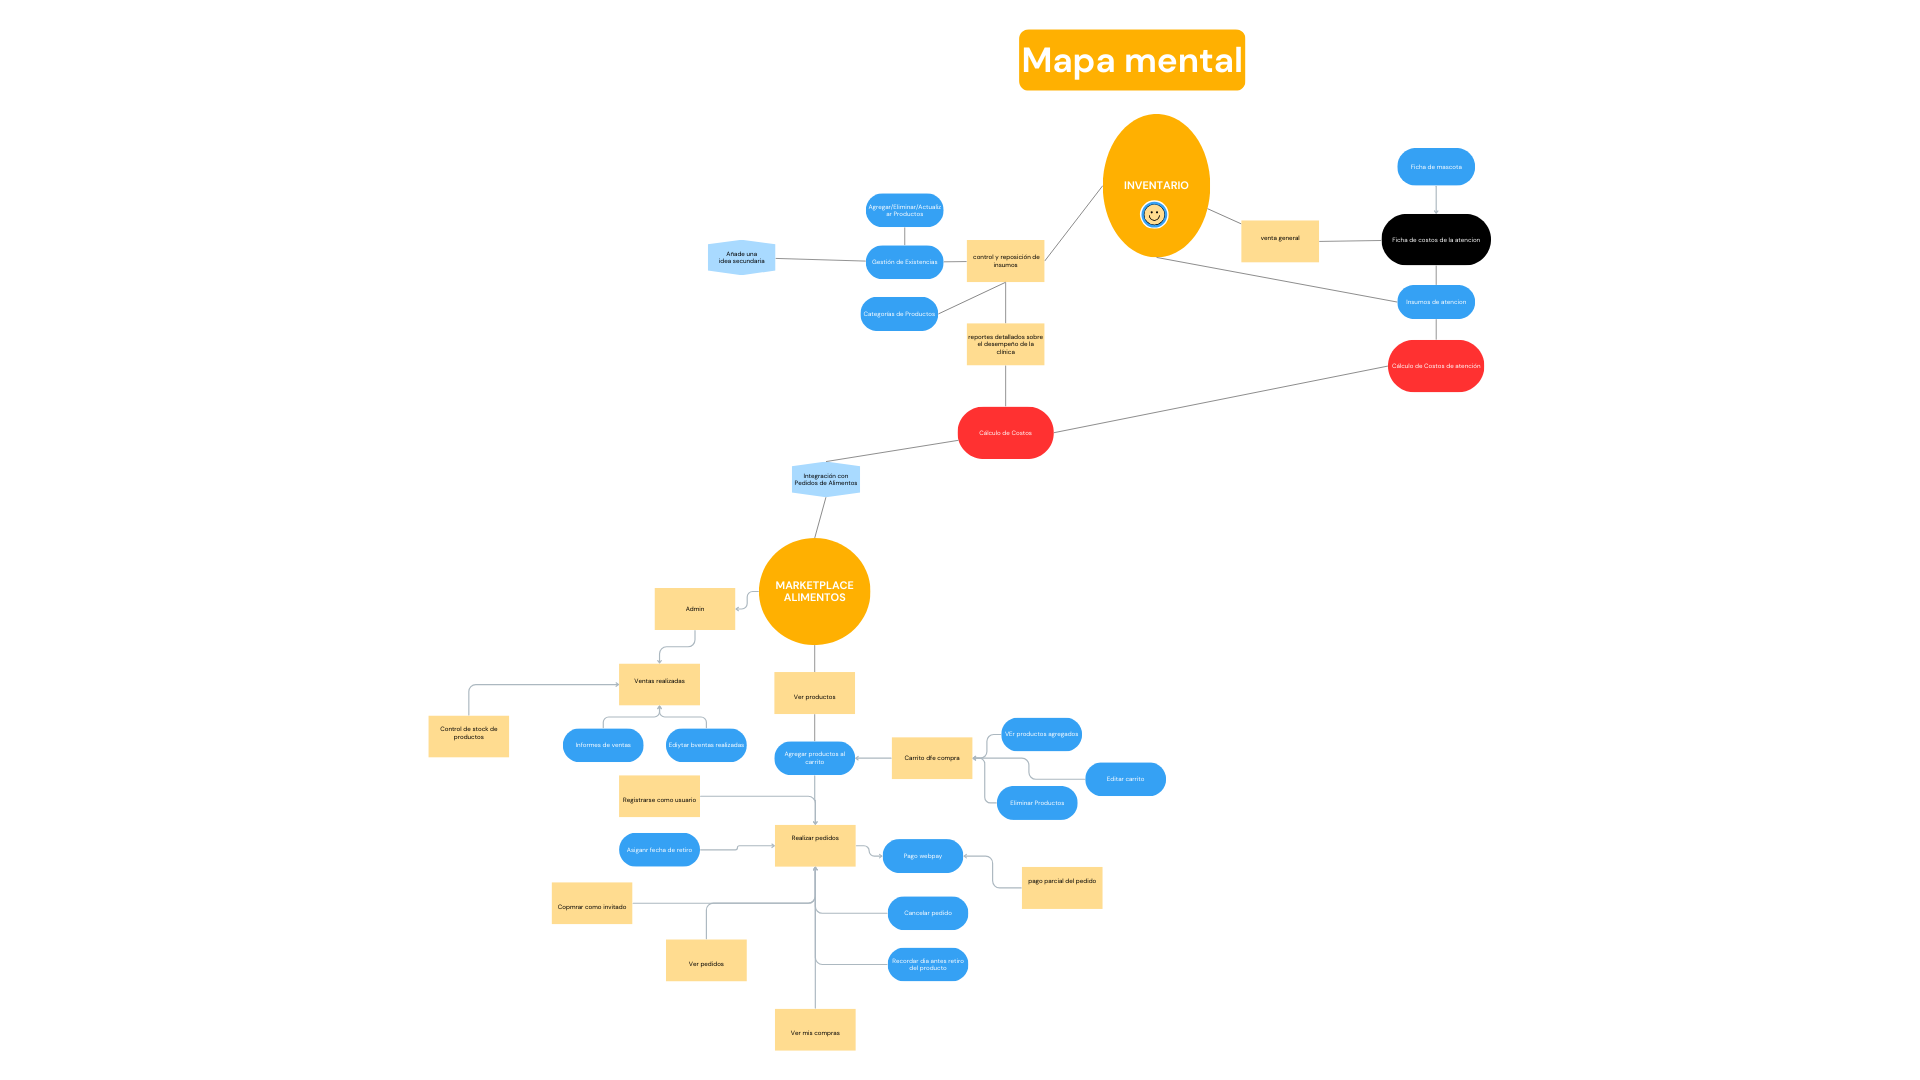 Mapa mental
INVENTARIO
Ficha de mascota
Agregar/Eliminar/Actualiz
ar Productos
venta general
Ficha de costos de la atencion
Añade una
idea secundaria
Gestión de Existencias
control y reposición de
insumos
Insumos de atencion
Categorías de Productos
reportes detallados sobre
el desempeño de la
clínica
Cálculo de Costos de atención
Cálculo de Costos
Integración con
Pedidos de Alimentos
MARKETPLACE
ALIMENTOS
Admin
Ventas realizadas
Ver productos
Control de stock de
productos
Informes de ventas
Ediytar bventas realizadas
Agregar productos al
carrito
Carrito dfe compra
VEr productos agregados
Editar carrito
Eliminar Productos
Registrarse como usuario
Realizar pedidos
Asiganr fecha de retiro
Pago webpay
pago parcial del pedido
Copmrar como invitado
Cancelar pedido
Ver pedidos
Recordar dia antes retiro
del producto
Ver mis compras